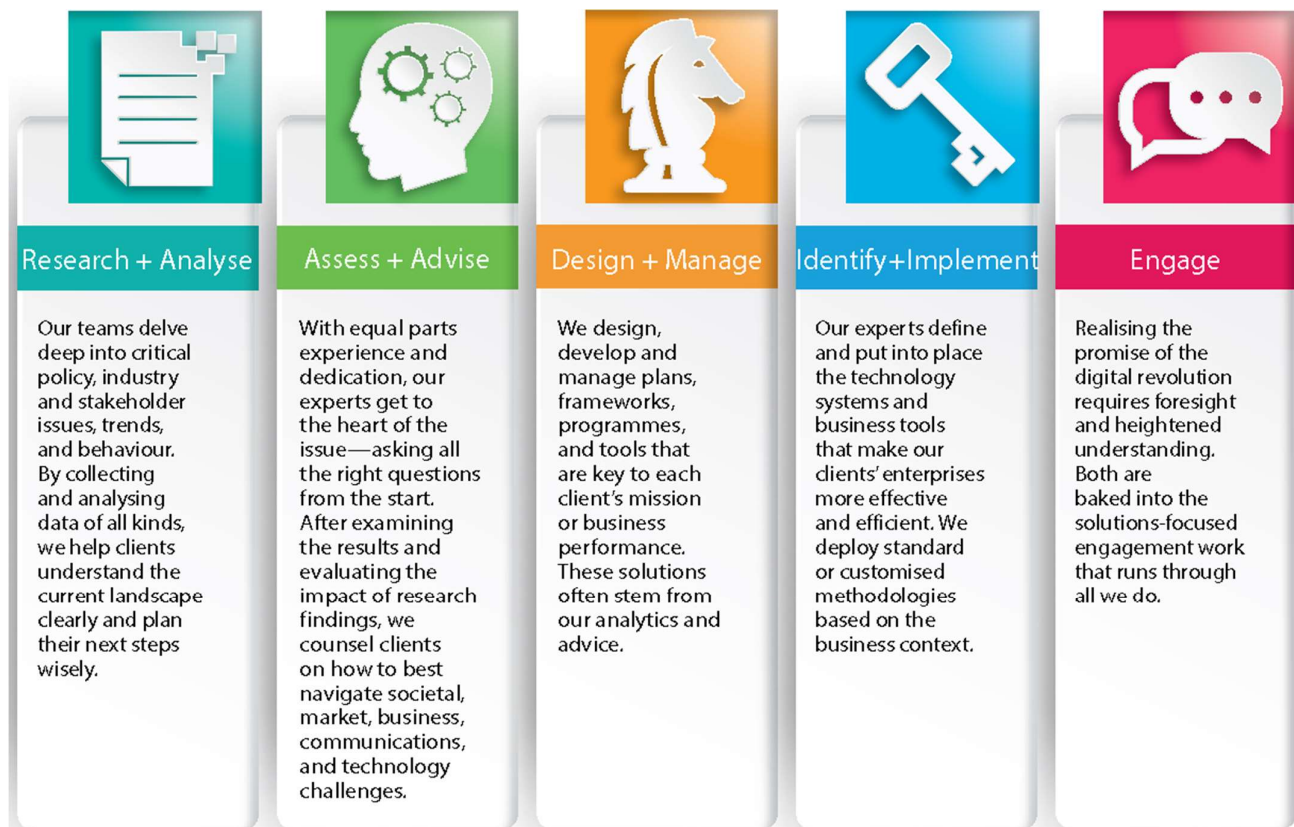 Research + Analyse
Our teams delve
deep into critical
policy, industry
and stakeholder
issues, trends,
and behaviour.
By collecting
and analysing
data of all kinds,
we help clients
understand the
current landscape
clearly and plan
their next steps
wisely.
Assess + Advise
With equal parts
experience and
dedication, our
experts get to
the heart of the
issue—asking all
the right questions
from the start.
After examining
the results and
evaluating the
impact of research
findings, we
counsel clients
on how to best
navigate societal,
market, business,
communications,
and technology
challenges.
Design + Manage
We design,
develop and
manage plans,
frameworks,
programmes,
and tools that
are key to each
client’s mission
or business
performance.
These solutions
often stem from
our analytics and
advice.
Identify+Implement
Our experts define
and put into place
the technology
systems and
business tools
that make our
clients’ enterprises
more effective
and efficient. We
deploy standard
or customised
methodologies
based on the
business context.
Engage
Realising the
promise of the
digital revolution
requires foresight
and heightened
understanding.
Both are
baked into the
solutions-focused
engagement work
that runs through
all we do.